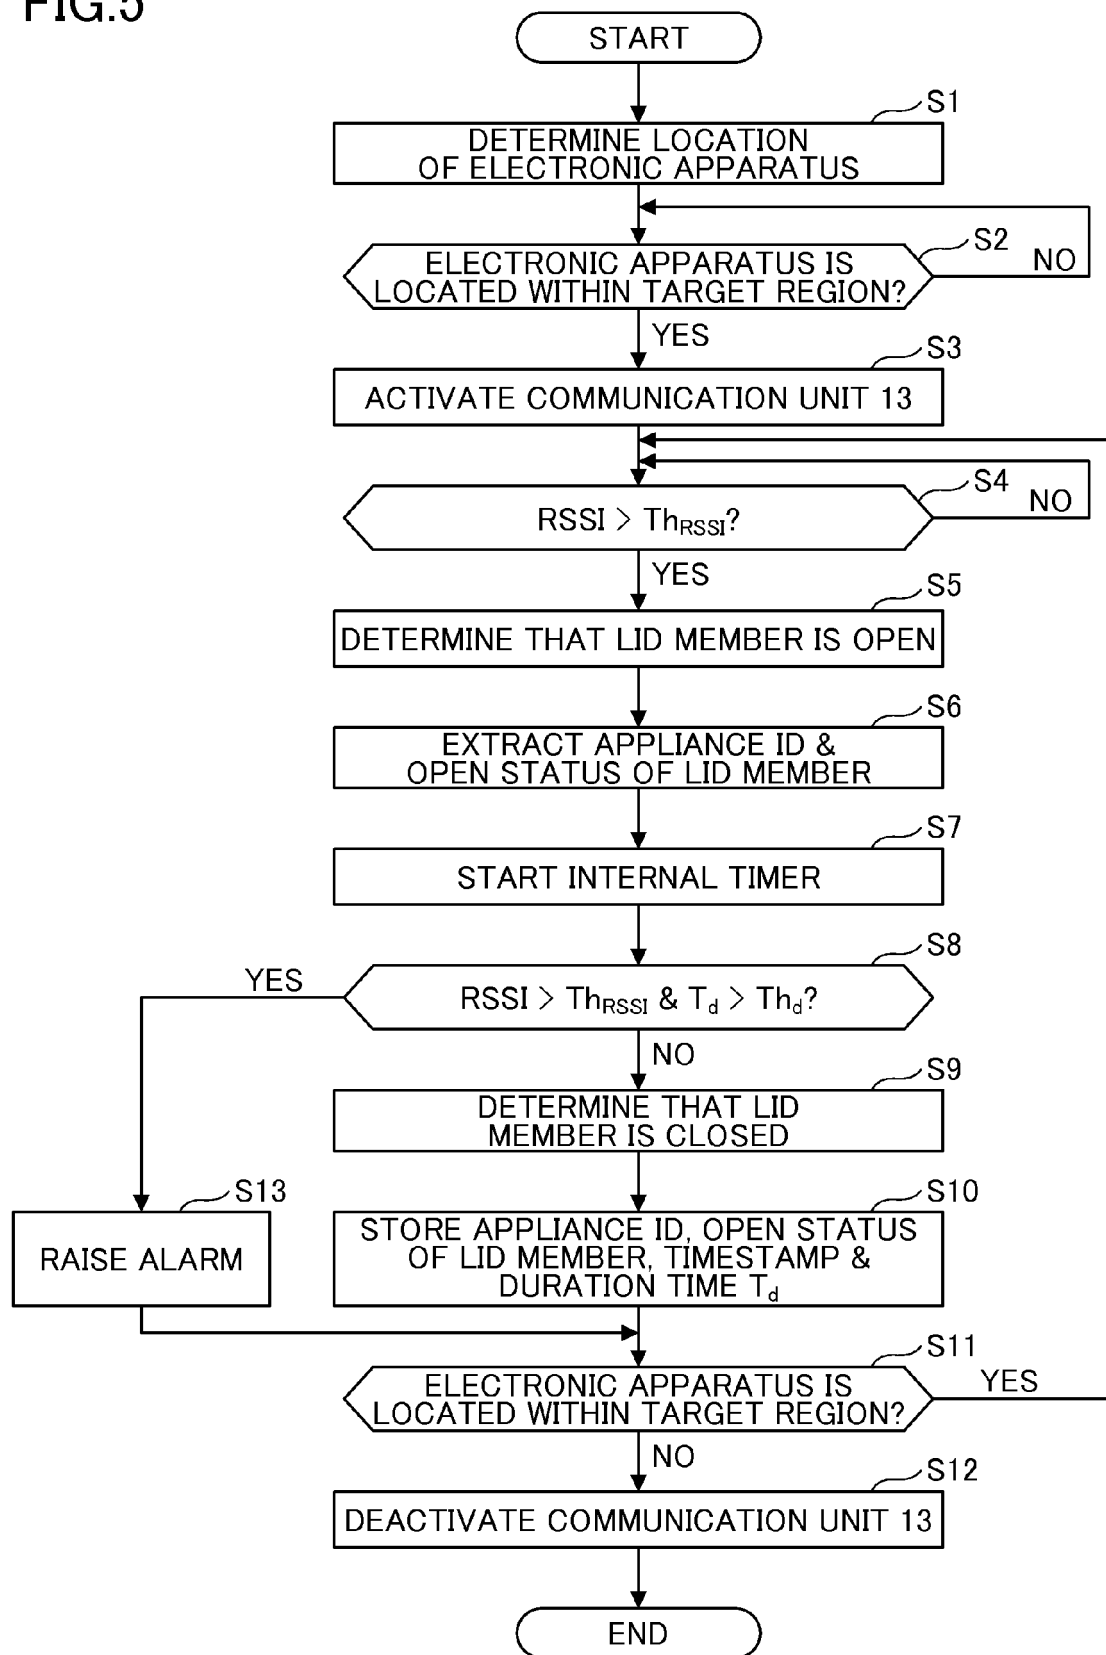 FIG.5
START
S1
DETERMINE LOCATION
OF ELECTRONIC APPARATUS
S2
ELECTRONIC APPARATUS IS
LOCATED WITHIN TARGET REGION?
NO
YES
S3
ACTIVATE COMMUNICATION UNIT 13
S4
RSSI > ThRSSI?
NO
YES
S5
DETERMINE THAT LID MEMBER IS OPEN
S6
EXTRACT APPLIANCE ID &
OPEN STATUS OF LID MEMBER
S7
START INTERNAL TIMER
S8
YES
RSSI > ThRSSI & Td > Thd?
NO
S9
DETERMINE THAT LID
MEMBER IS CLOSED
S13
RAISE ALARM
S10
STORE APPLIANCE ID, OPEN STATUS
OF LID MEMBER, TIMESTAMP &
DURATION TIME Td
S11
ELECTRONIC APPARATUS IS
LOCATED WITHIN TARGET REGION?
YES
NO
S12
DEACTIVATE COMMUNICATION UNIT 13
END